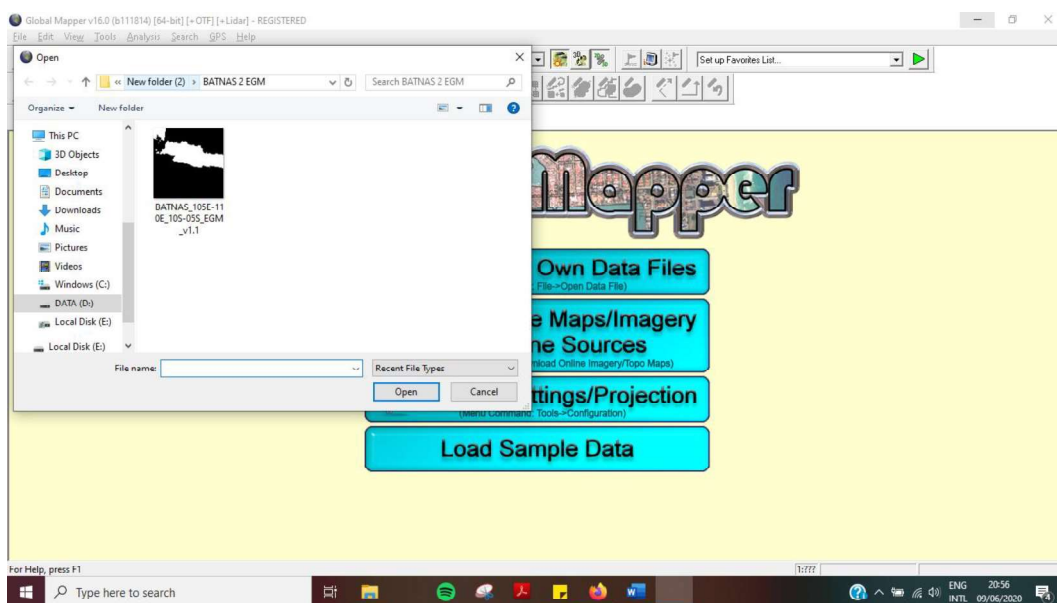 Global Mapper v16.0 (b111814) [64-bit] [+OTF] [+Lidar] - REGISTERED
File Edit View Tools Analysis Search GPS Help
Open
« New folder (2) › BATNAS 2 EGM
Search BATNAS 2 EGM
Set up Favorites List...
Organize
New folder
This PC
3D Objects
Desktop
Documents
Downloads
Music
Pictures
Videos
Windows (C:)
DATA (D:)
Local Disk (E:)
Local Disk (E:)
BATNAS_105E-11
0E_10S-05S_EGM
_v1.1
File name:
Recent File Types
Open
Cancel
Mapper
Own Data Files
File->Open Data File)
e Maps/Imagery
ne Sources
nload Online Imagery/Topo Maps)
ttings/Projection
(Menu Command: Tools->Configuration)
Load Sample Data
For Help, press F1
1:???
Type here to search
ENG
INTL
20:56
09/06/2020